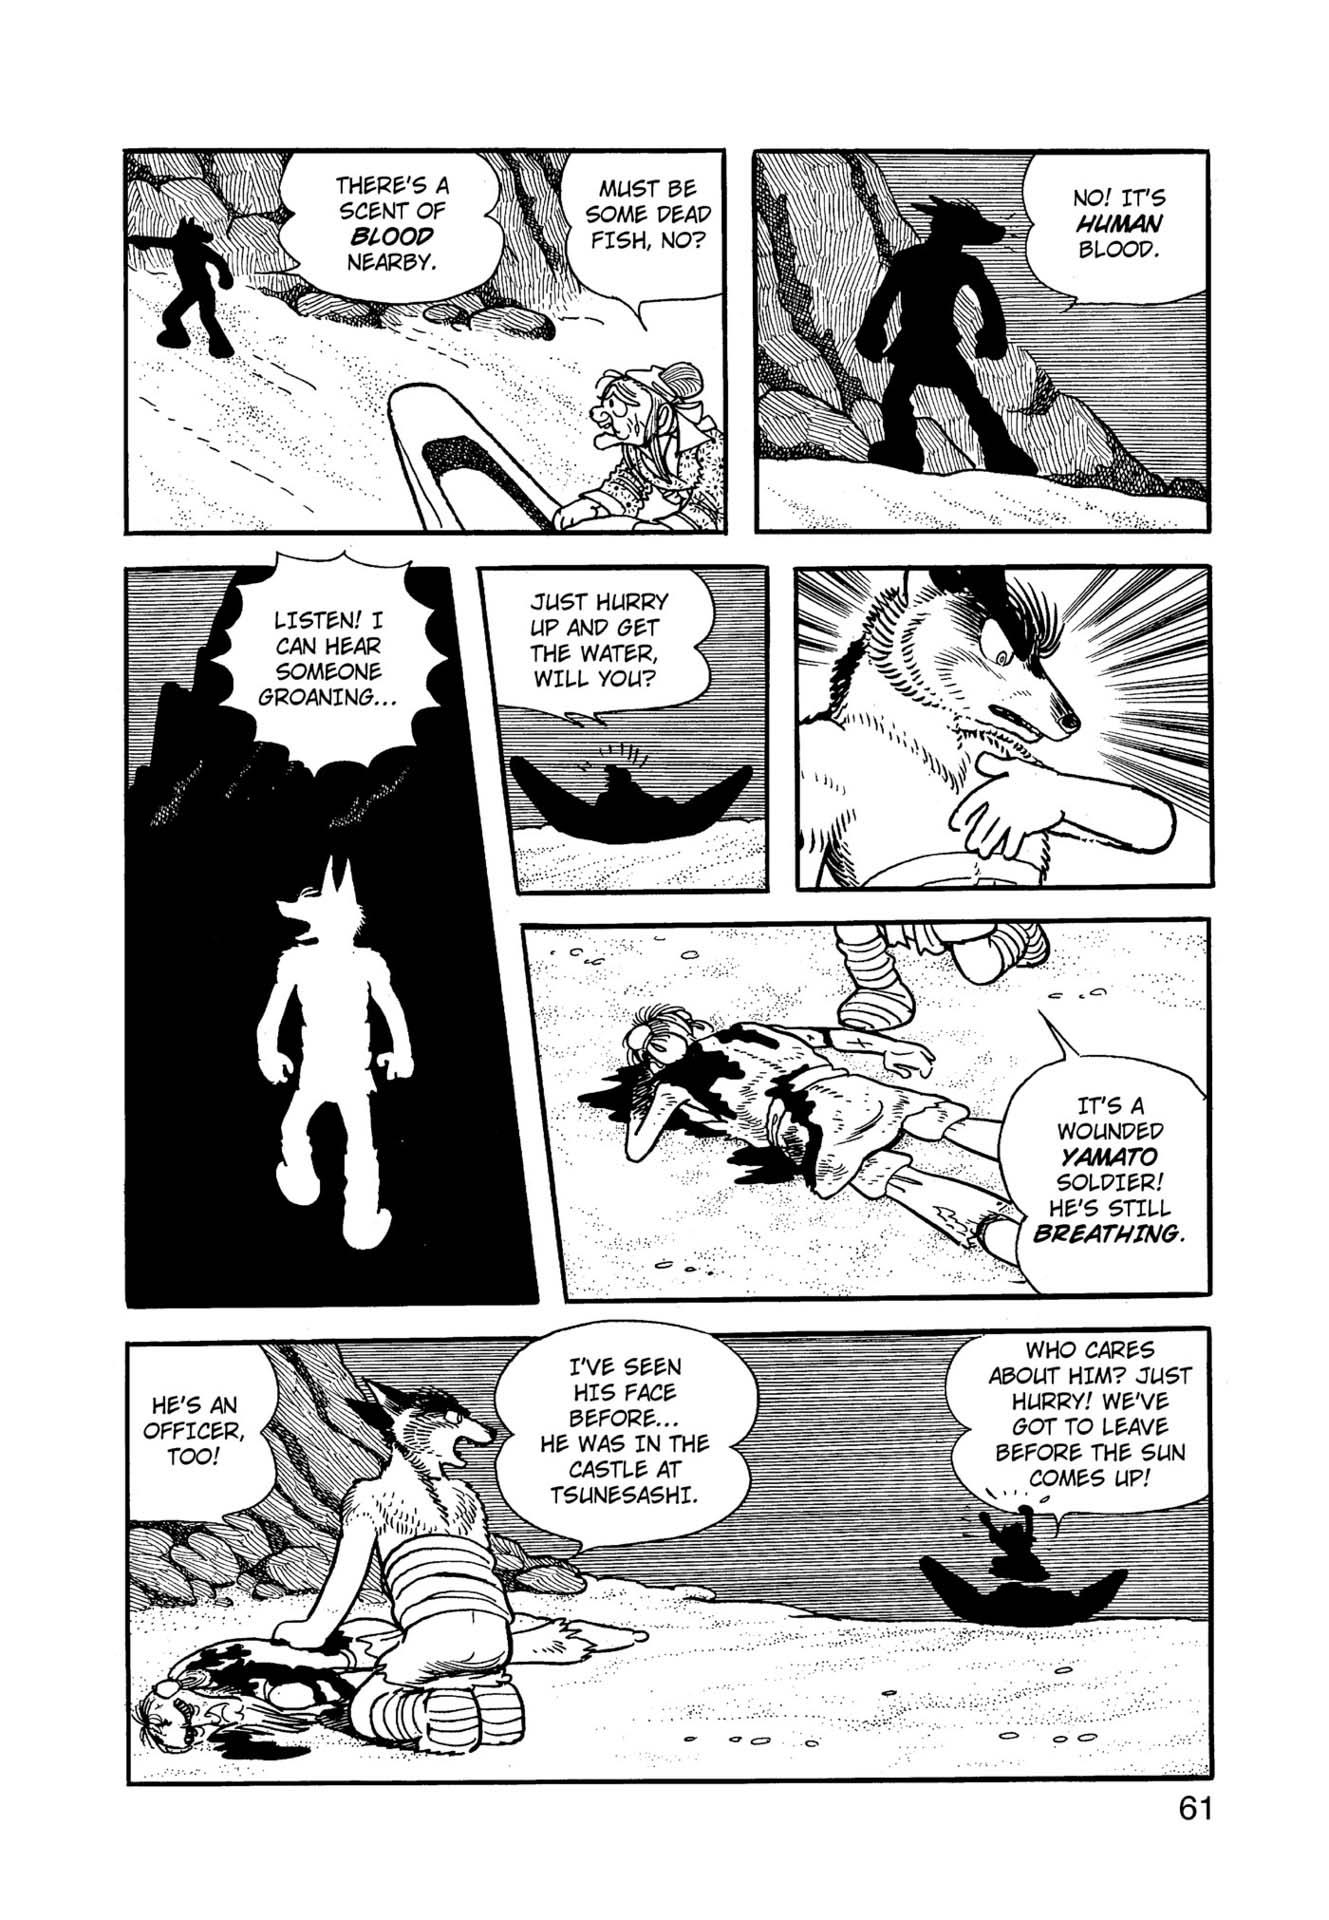 THERE'S A
SCENT OF
BLOOD
NEARBY.
MUST BE
SOME DEAD
FISH, NO?
NO! IT'S
HUMAN
BLOOD.
LISTEN! I
CAN HEAR
SOMEONE
GROANING...
JUST HURRY
UP AND GET
THE WATER,
WILL YOU?
IT'S A
WOUNDED
YAMATO
SOLDIER!
HE'S STILL
BREATHING.
HE'S AN
OFFICER,
TOO!
I'VE SEEN
HIS FACE
BEFORE...
HE WAS IN THE
CASTLE AT
TSUNESASHI.
WHO CARES
ABOUT HIM? JUST
HURRY! WE'VE
GOT TO LEAVE
BEFORE THE SUN
COMES UP!
61